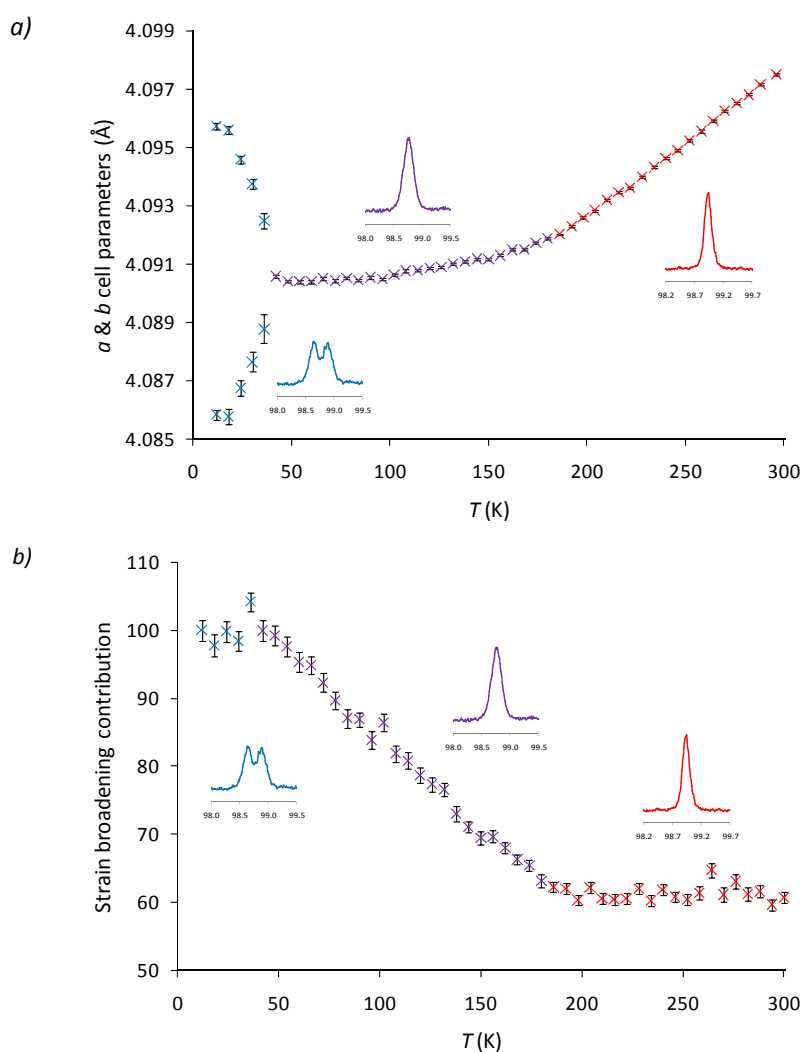 a)
a & b cell parameters (Å)
4.099
4.097
4.095
4.093
4.091
4.089
4.087
4.085
98.0 98.5 99.0 99.5
98.2 98.7 99.2 99.7
98.0 98.5 99.0 99.5
0 50 100 150 200 250 300
T (K)
b)
Strain broadening contribution
110
100
90
80
70
60
50
98.0 98.5 99.0 99.5
98.0 98.5 99.0 99.5
98.2 98.7 99.2 99.7
0 50 100 150 200 250 300
T (K)